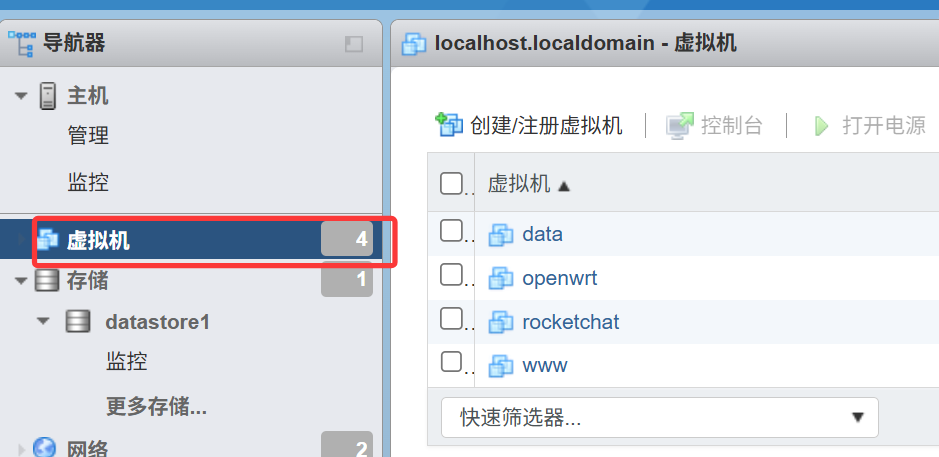 导航器
localhost.localdomain - 虚拟机
主机
管理
监控
虚拟机 4
存储 1
datastore1
监控
更多存储...
网络 2
创建/注册虚拟机 控制台 打开电源
虚拟机 ▲
data
openwrt
rocketchat
www
快速筛选器...